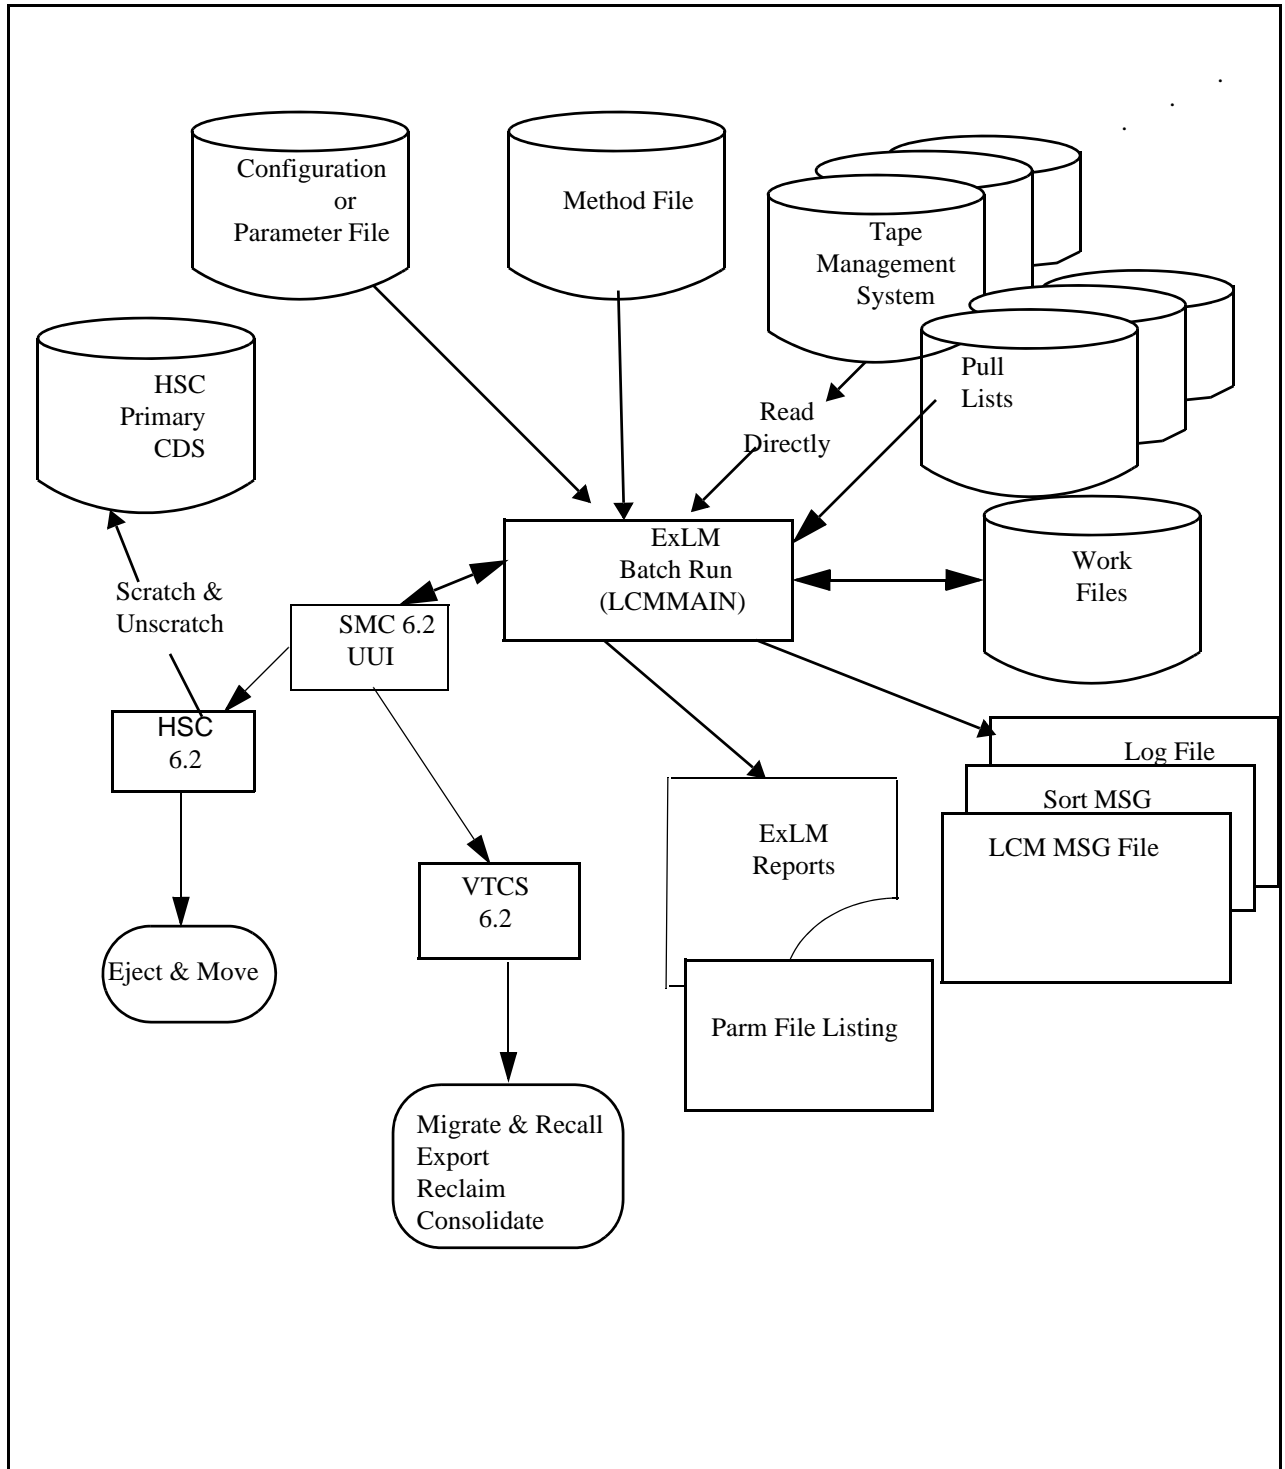 Configuration
or
Parameter File
Method File
Tape
Management
System
Pull
Lists
HSC
Primary
CDS
Read
Directly
ExLM
Batch Run
(LCMMAIN)
Work
Files
Scratch &
Unscratch
SMC 6.2
UUI
HSC
6.2
Log File
Sort MSG
LCM MSG File
ExLM
Reports
VTCS
6.2
Eject & Move
Parm File Listing
Migrate & Recall
Export
Reclaim
Consolidate